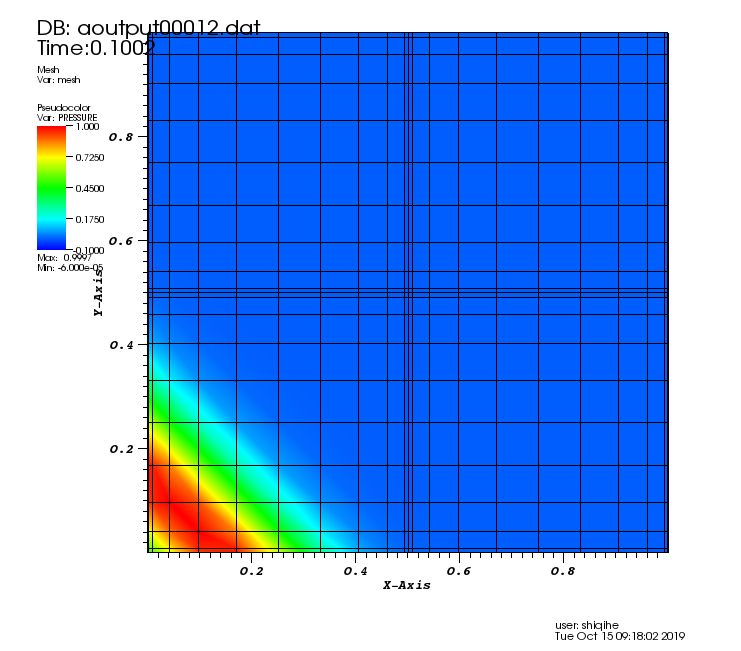 DB: aoutput00012.dat
Time:0.1002
Mesh
Var: mesh
Pseudocolor
Var: PRESSURE
1.000
0.7250
0.4500
0.1750
-0.1000
Max: 0.9997
Min: -6.000e-05
Y-Axis
0.8
0.6
0.4
0.2
0.2 0.4 0.6 0.8
X-Axis
user: shiqihe
Tue Oct 15 09:18:02 2019